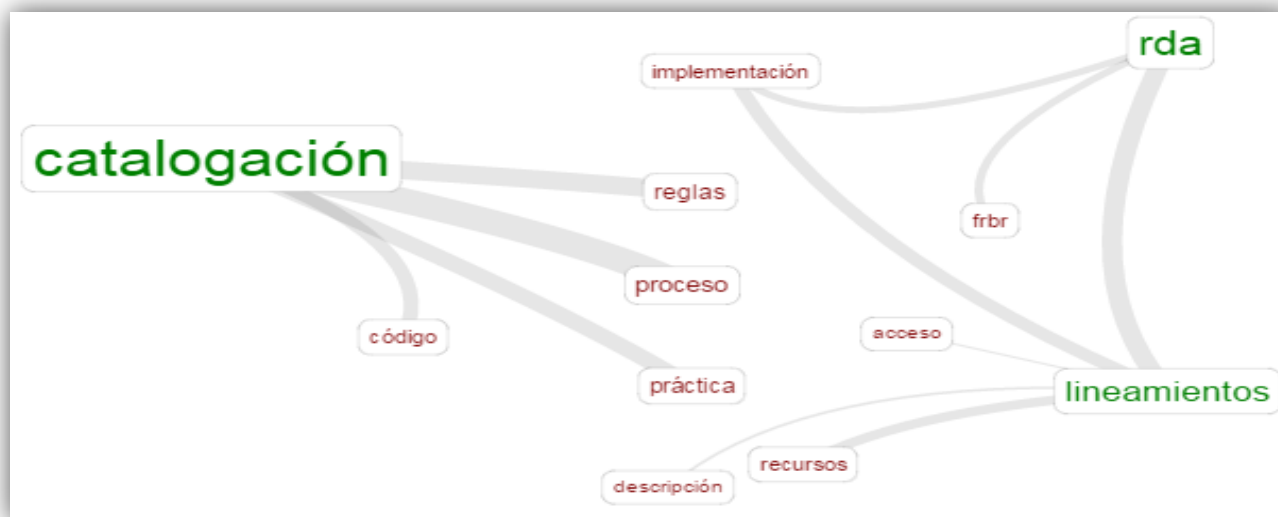 rda
implementación
catalogación
reglas
frbr
proceso
código
acceso
práctica
lineamientos
recursos
descripción